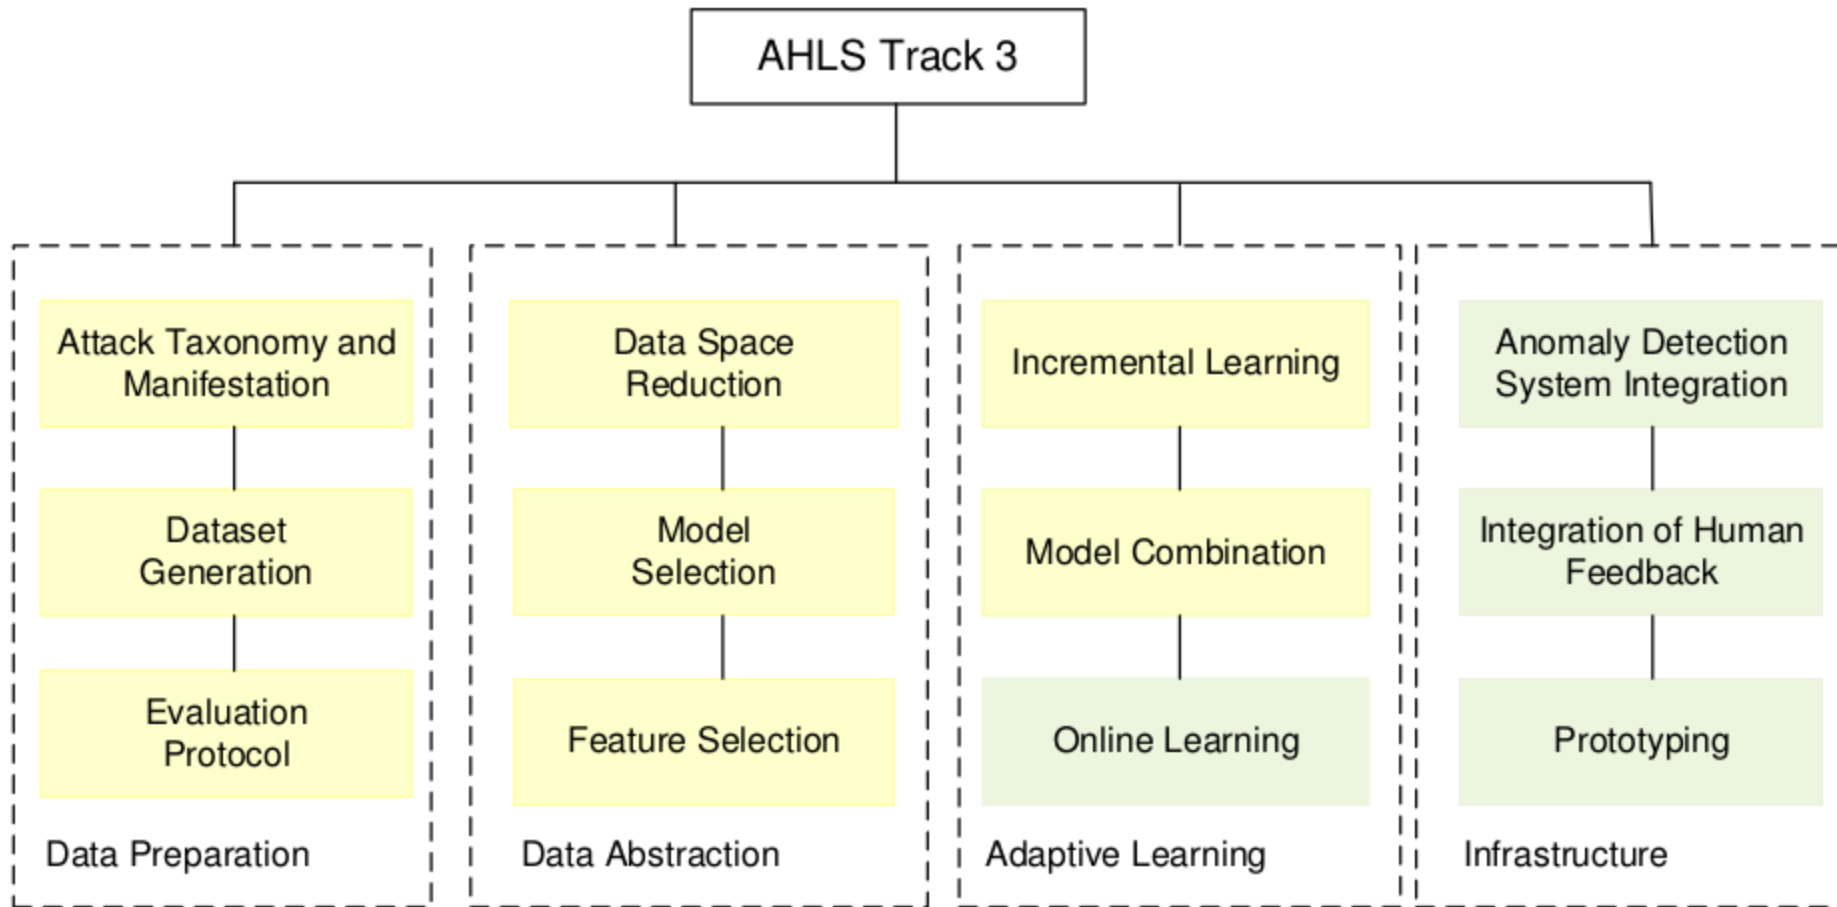 AHLS Track 3
Attack Taxonomy and
Manifestation
Dataset
Generation
Evaluation
Protocol
Data Preparation
Data Space
Reduction
Model
Selection
Feature Selection
Data Abstraction
Incremental Learning
Model Combination
Online Learning
Adaptive Learning
Anomaly Detection
System Integration
Integration of Human
Feedback
Prototyping
Infrastructure